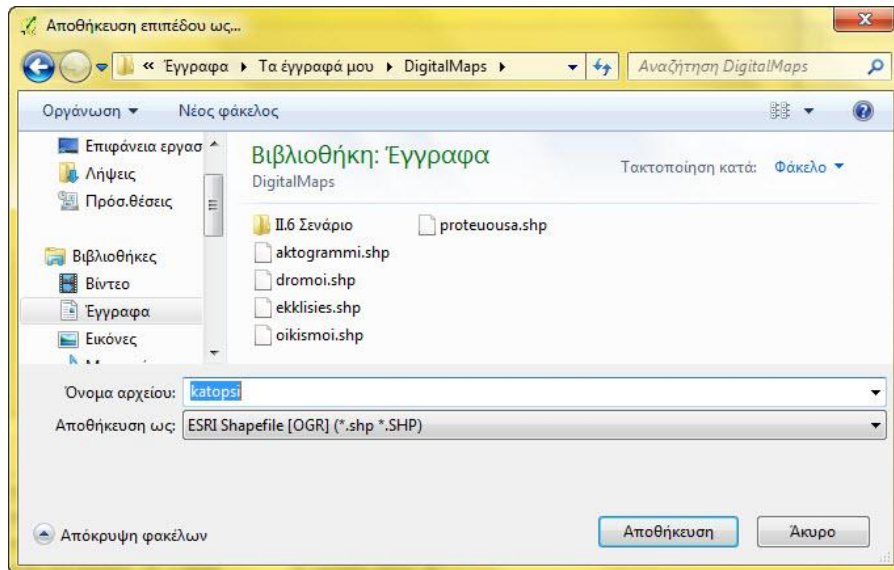 Αποθήκευση επιπέδου ως...
« Έγγραφα ▸ Τα έγγραφά μου ▸ DigitalMaps ▸
Αναζήτηση DigitalMaps
Οργάνωση Νέος φάκελος
Επιφάνεια εργασ
Λήψεις
Πρόσ.θέσεις
Βιβλιοθήκες
Βίντεο
Έγγραφα
Εικόνες
Βιβλιοθήκη: Έγγραφα
DigitalMaps
Τακτοποίηση κατά: Φάκελο
II.6 Σενάριο
aktogrammi.shp
dromoi.shp
ekklisies.shp
oikismoi.shp
proteuousa.shp
Όνομα αρχείου: katopsi
Αποθήκευση ως: ESRI Shapefile [OGR] (*.shp *.SHP)
Απόκρυψη φακέλων
Αποθήκευση
Άκυρο